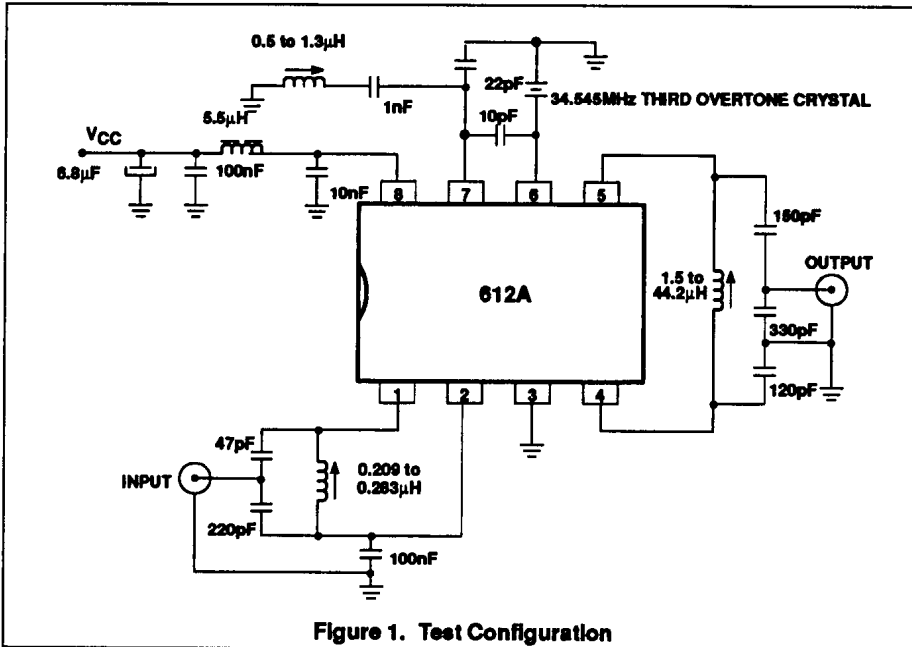 0.5 to 1.3µH
22pF
1nF
34.545MHz THIRD OVERTONE CRYSTAL
5.5µH
10pF
VCC
6.8µF
100nF
10nF
8
7
6
5
150pF
612A
1.5 to
44.2µH
OUTPUT
330pF
120pF
1
2
3
4
47pF
INPUT
0.209 to
0.283µH
220pF
100nF
Figure 1. Test Configuration